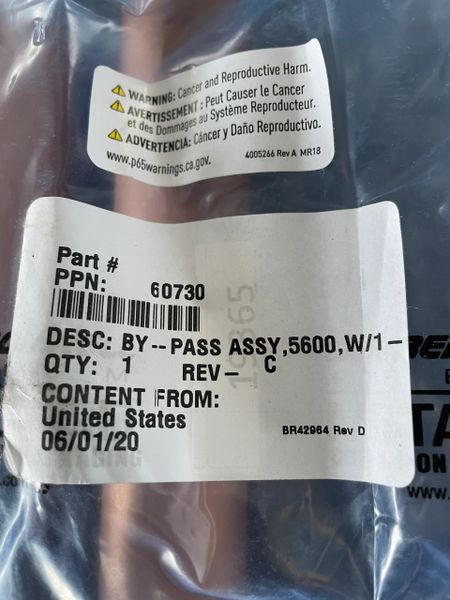 WARNING: Cancer and Reproductive Harm.
AVERTISSEMENT : Peut Causer le Cancer
et des Dommages au Système Reproducteur.
ADVERTENCIA: Cáncer y Daño Reproductivo.
www.p65warnings.ca.gov.
4005266 Rev A MR18
Part #
PPN: 60730
DESC: BY--PASS ASSY,5600,W/1-
QTY: 1 REV- C
CONTENT FROM:
United States
06/01/20
BR42964 Rev D